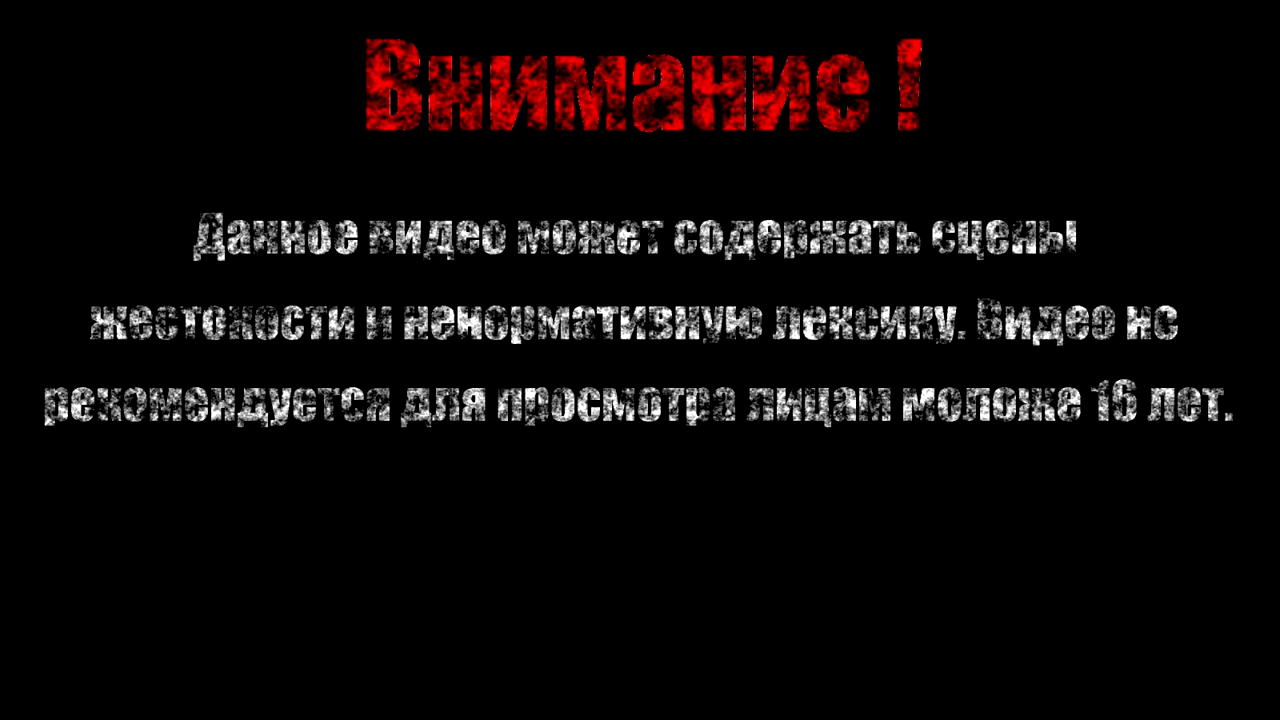 Внимание !
Данное видео может содержать сцены
жестокости и ненормативную лексику. Видео не
рекомендуется для просмотра лицам моложе 16 лет.